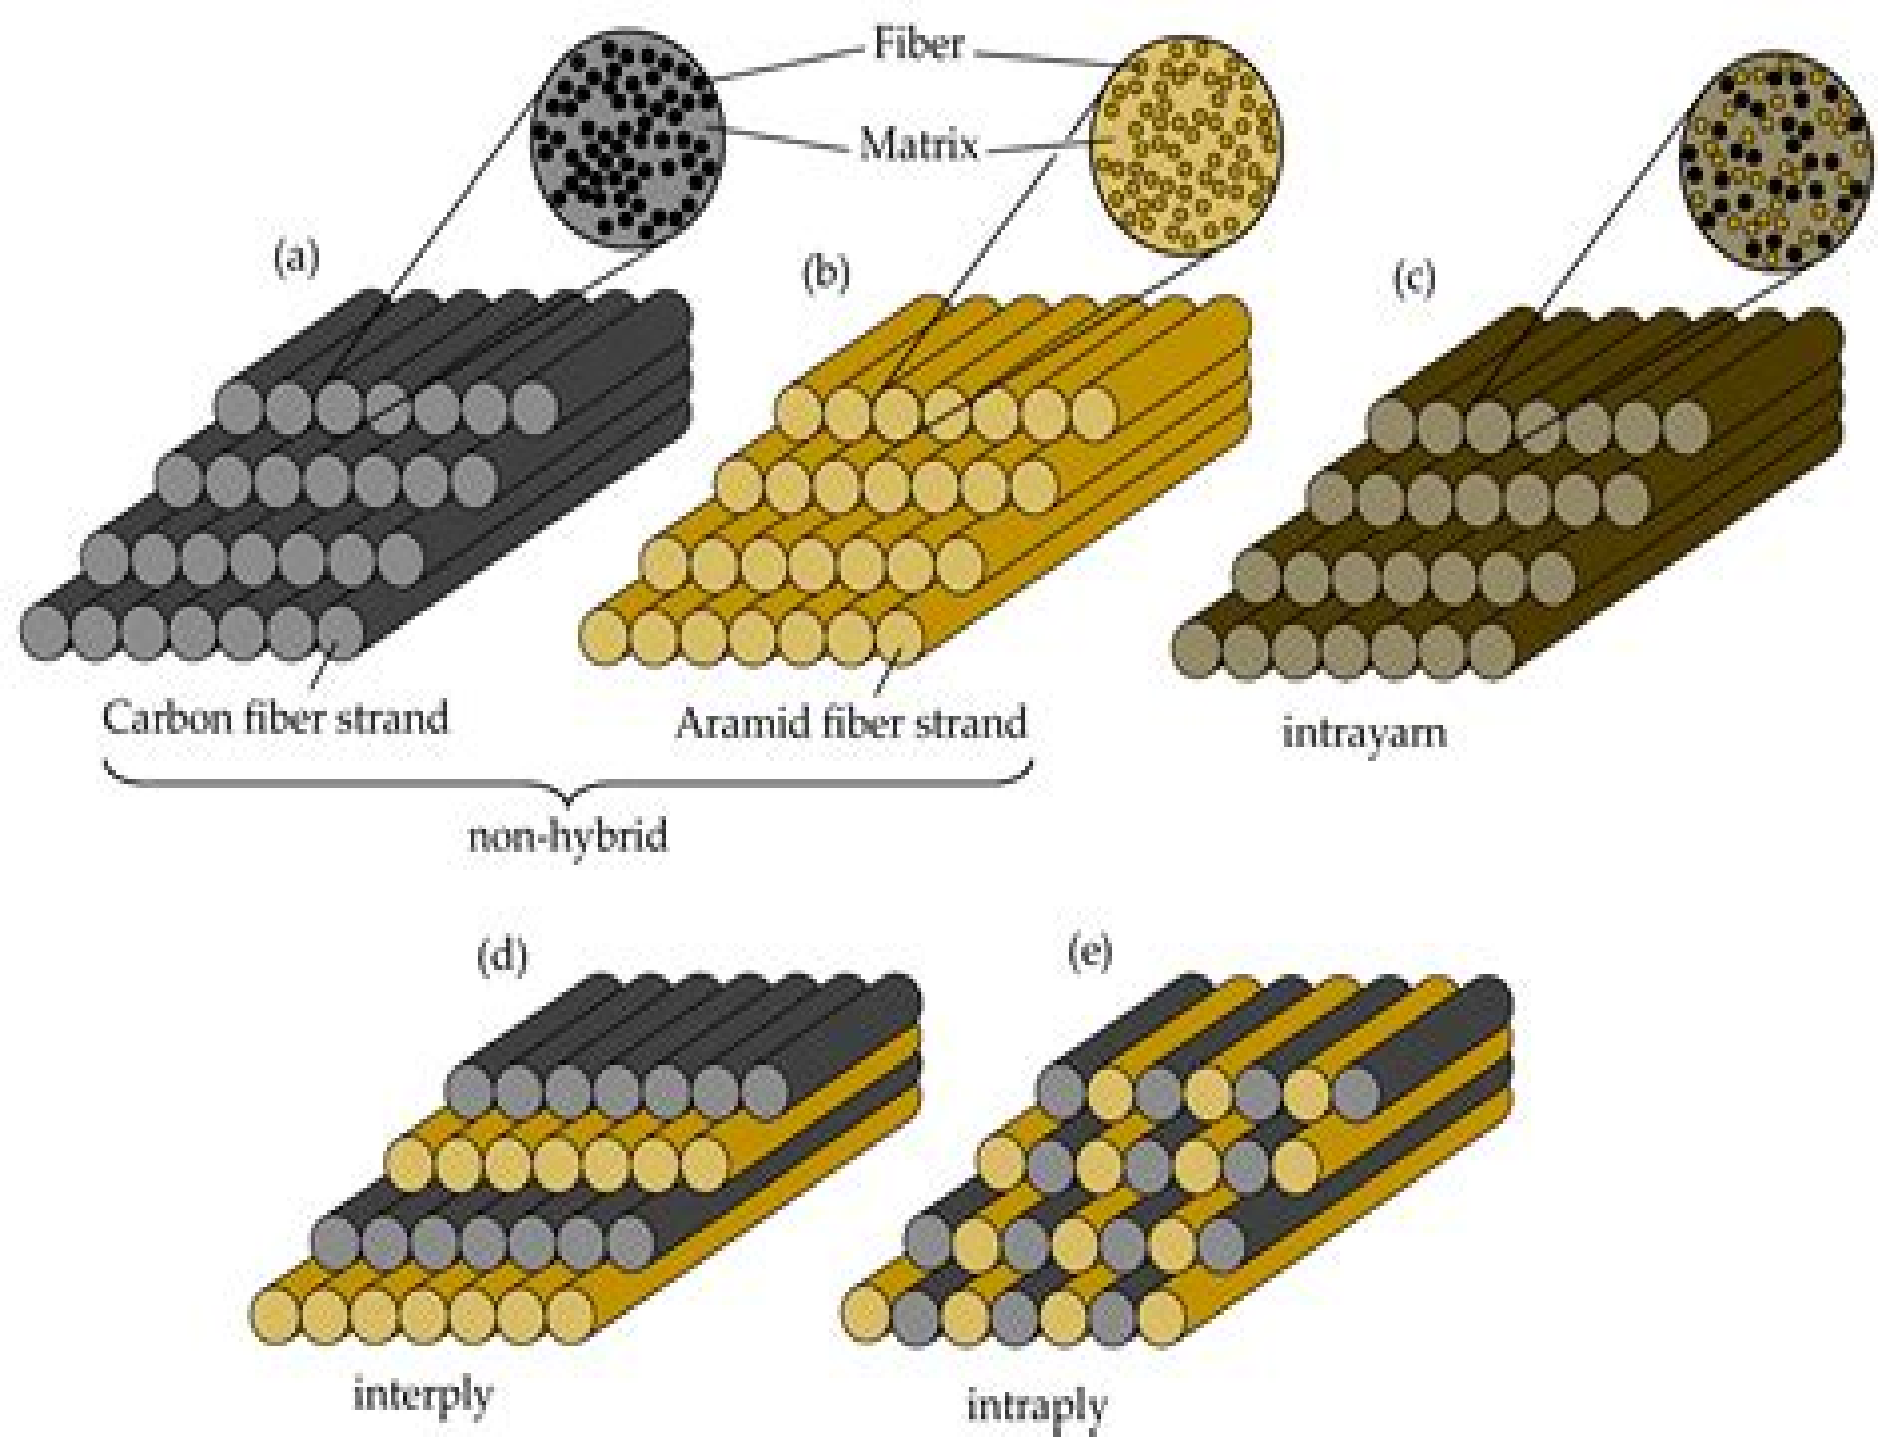 Fiber
Matrix
(a)
(b)
(c)
Carbon fiber strand
Aramid fiber strand
intrayarn
non-hybrid
(d)
(e)
interply
intraply